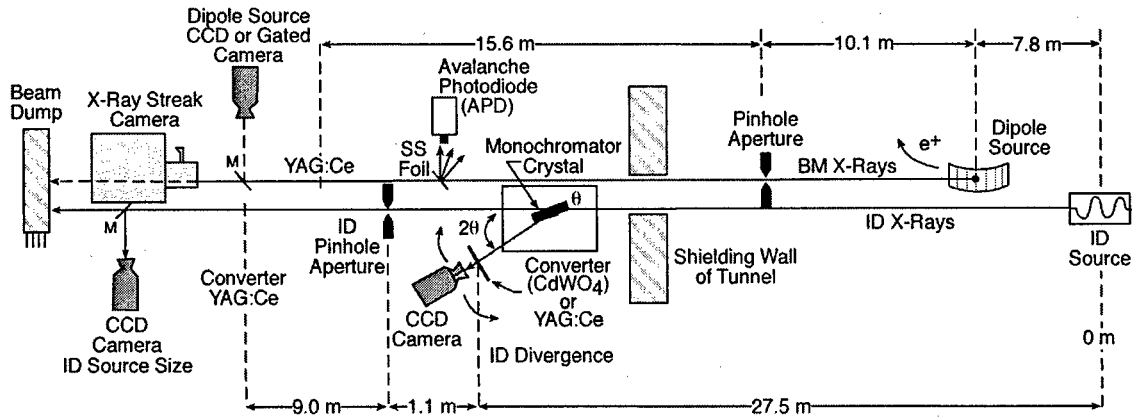 Dipole Source
CCD or Gated
Camera
15.6 m
10.1 m
7.8 m
Beam
Dump
X-Ray Streak
Camera
Avalanche
Photodiode
(APD)
Pinhole
Aperture
Dipole
Source
e+
M
YAG:Ce
SS
Foil
Monochromator
Crystal
BM X-Rays
θ
M
ID
Pinhole
Aperture
2θ
ID X-Rays
ID
Source
Converter
YAG:Ce
Converter
(CdWO4)
or
YAG:Ce
Shielding Wall
of Tunnel
CCD
Camera
ID Source Size
CCD
Camera
ID Divergence
0 m
9.0 m
1.1 m
27.5 m